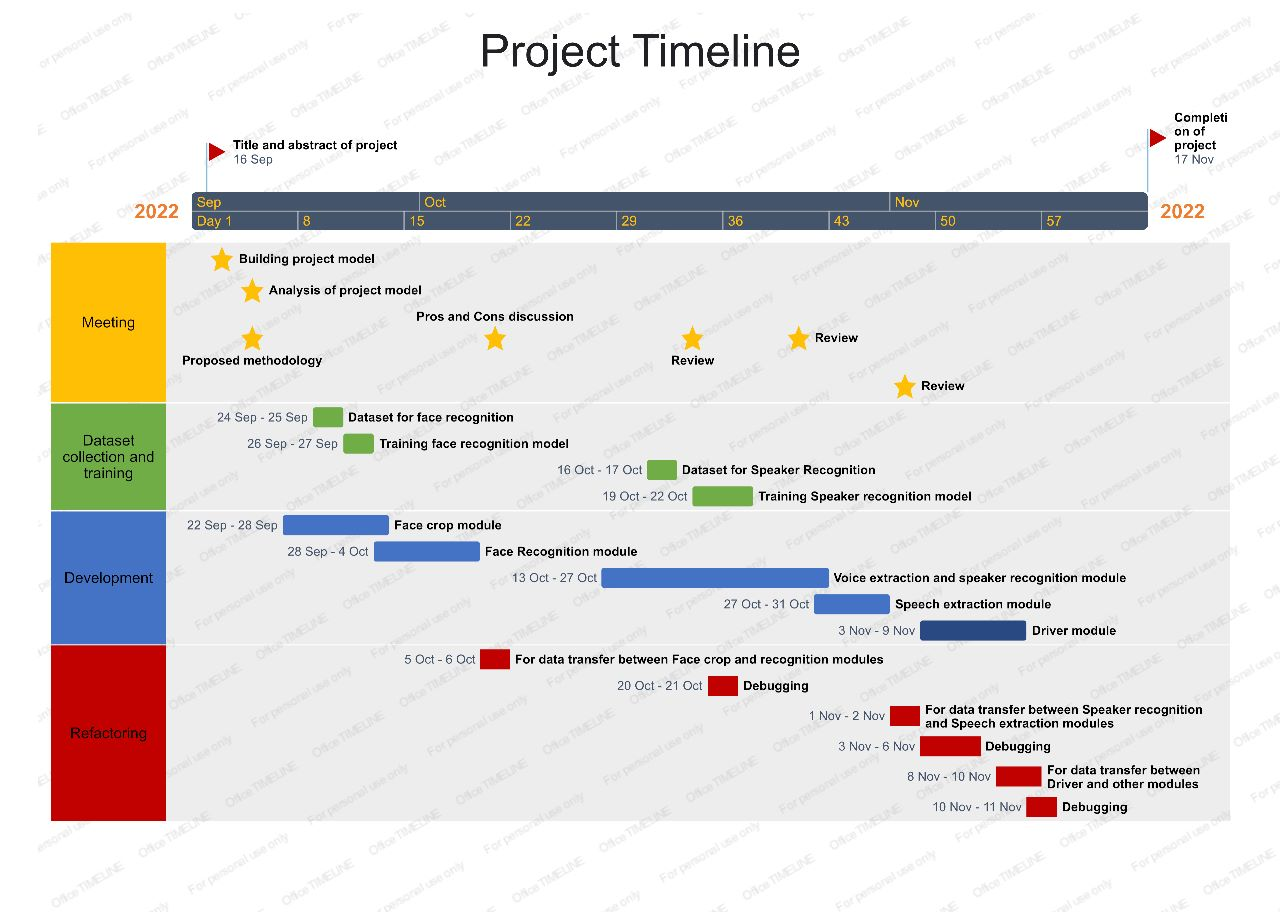 Project Timeline
Completi
on of
project
17 Nov
Title and abstract of project
16 Sep
2022
Sep
Oct
Nov
2022
Day 1
8
15
22
29
36
43
50
57
Meeting
Building project model
Analysis of project model
Pros and Cons discussion
Review
Proposed methodology
Review
Review
Dataset
collection and
training
24 Sep - 25 Sep
Dataset for face recognition
26 Sep - 27 Sep
Training face recognition model
16 Oct - 17 Oct
Dataset for Speaker Recognition
19 Oct - 22 Oct
Training Speaker recognition model
Development
22 Sep - 28 Sep
Face crop module
28 Sep - 4 Oct
Face Recognition module
13 Oct - 27 Oct
Voice extraction and speaker recognition module
27 Oct - 31 Oct
Speech extraction module
3 Nov - 9 Nov
Driver module
Refactoring
5 Oct - 6 Oct
For data transfer between Face crop and recognition modules
20 Oct - 21 Oct
Debugging
1 Nov - 2 Nov
For data transfer between Speaker recognition
and Speech extraction modules
3 Nov - 6 Nov
Debugging
8 Nov - 10 Nov
For data transfer between
Driver and other modules
10 Nov - 11 Nov
Debugging
Office TIMELINE
For personal use only